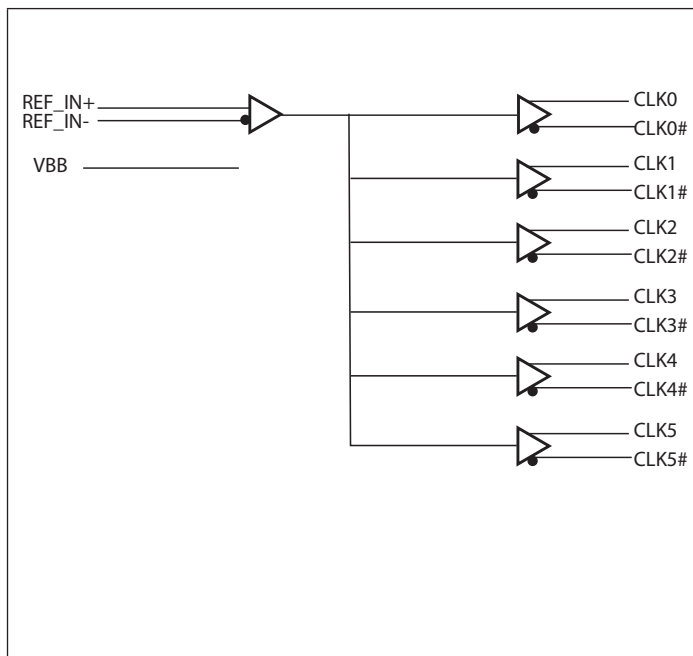 REF_IN+
REF_IN-
VBB
CLK0
CLK0#
CLK1
CLK1#
CLK2
CLK2#
CLK3
CLK3#
CLK4
CLK4#
CLK5
CLK5#